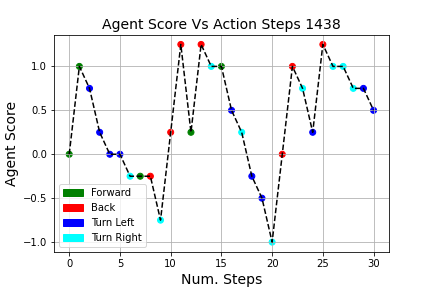 Agent Score Vs Action Steps 1438
Agent Score
1.0
0.5
0.0
−0.5
−1.0
Forward
Back
Turn Left
Turn Right
0 5 10 15 20 25 30
Num. Steps